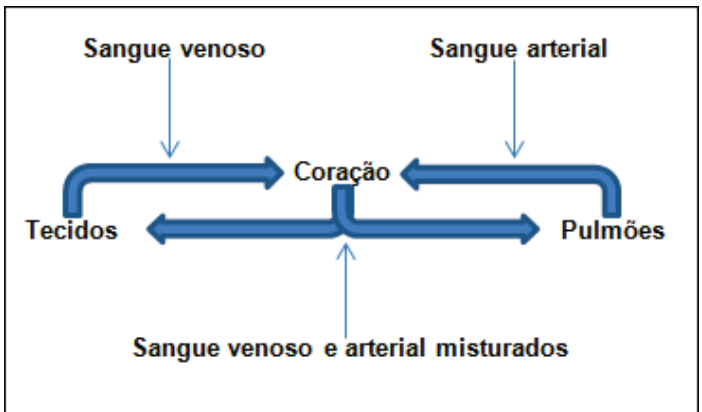 Sangue venoso
Sangue arterial
Coração
Tecidos
Pulmões
Sangue venoso e arterial misturados